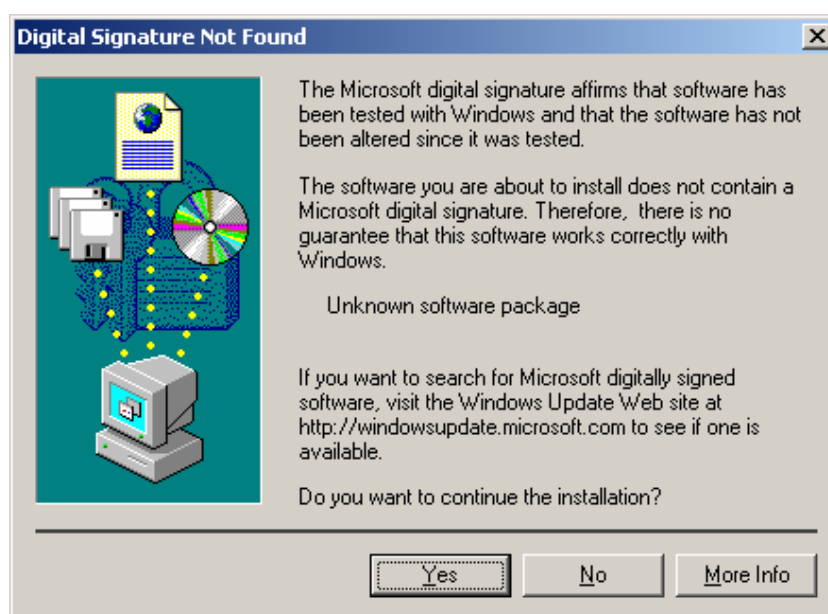 Digital Signature Not Found
The Microsoft digital signature affirms that software has
been tested with Windows and that the software has not
been altered since it was tested.
The software you are about to install does not contain a
Microsoft digital signature. Therefore, there is no
guarantee that this software works correctly with
Windows.
Unknown software package
If you want to search for Microsoft digitally signed
software, visit the Windows Update Web site at
http://windowsupdate.microsoft.com to see if one is
available.
Do you want to continue the installation?
Yes
No
More Info